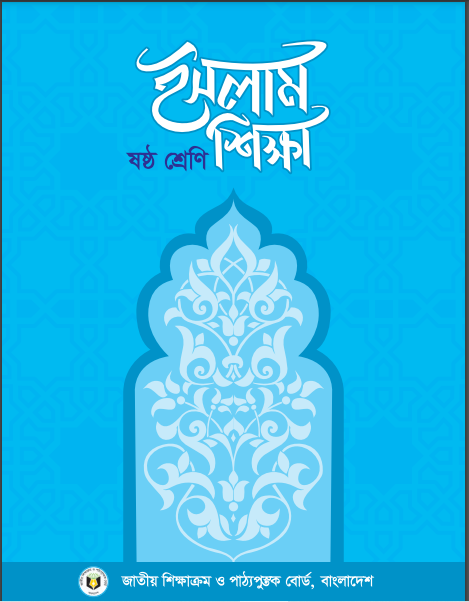 ইসলাম
শিক্ষা
ষষ্ঠ শ্রেণি
জাতীয় শিক্ষাক্রম ও পাঠ্যপুস্তক বোর্ড, বাংলাদেশ